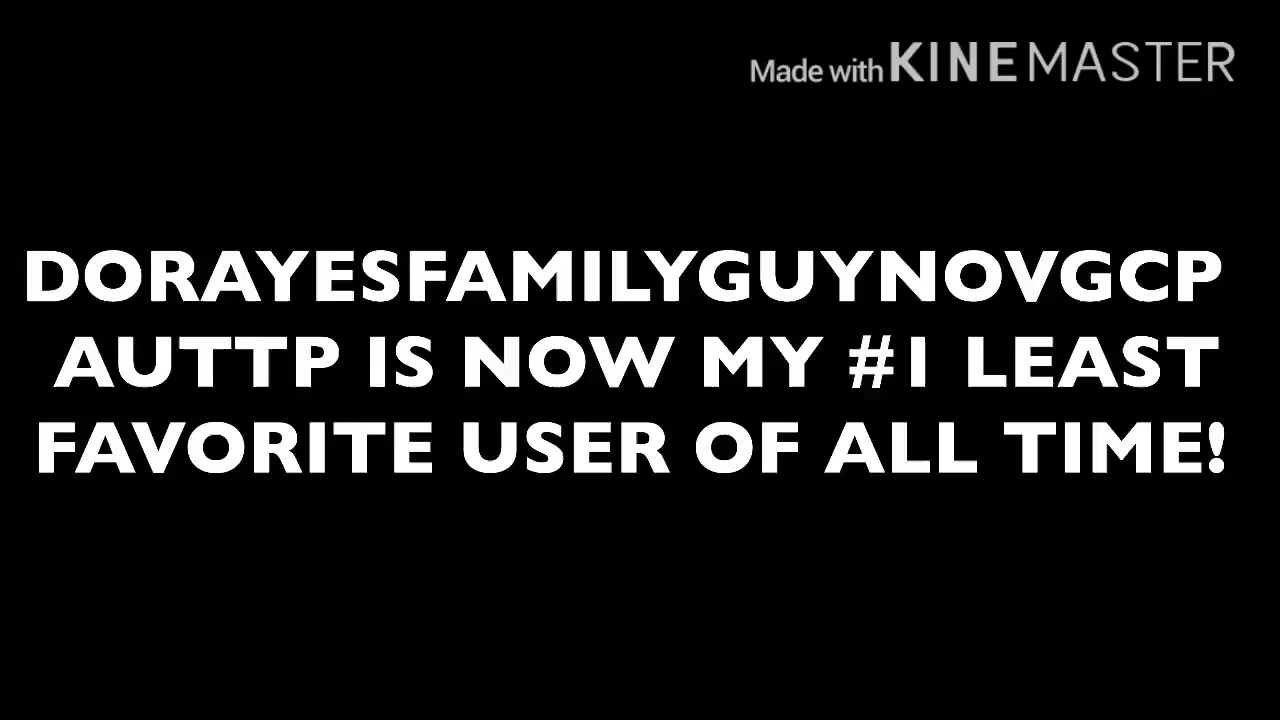 Made with KINEMASTER
DORAYESFAMILYGUYNOVGCP
AUTTP IS NOW MY #1 LEAST
FAVORITE USER OF ALL TIME!